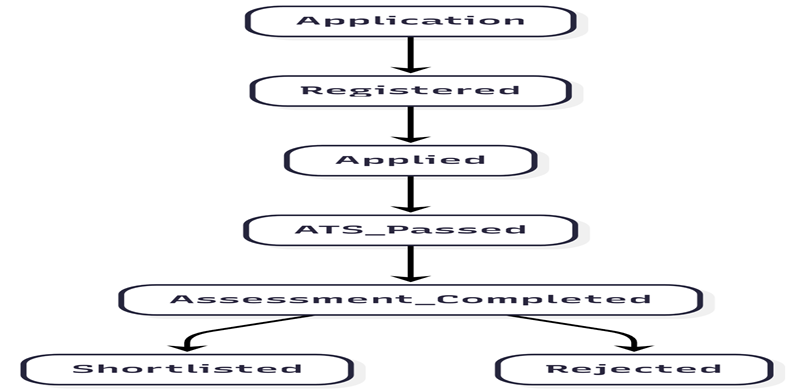 Application
Registered
Applied
ATS_Passed
Assessment_Completed
Shortlisted
Rejected